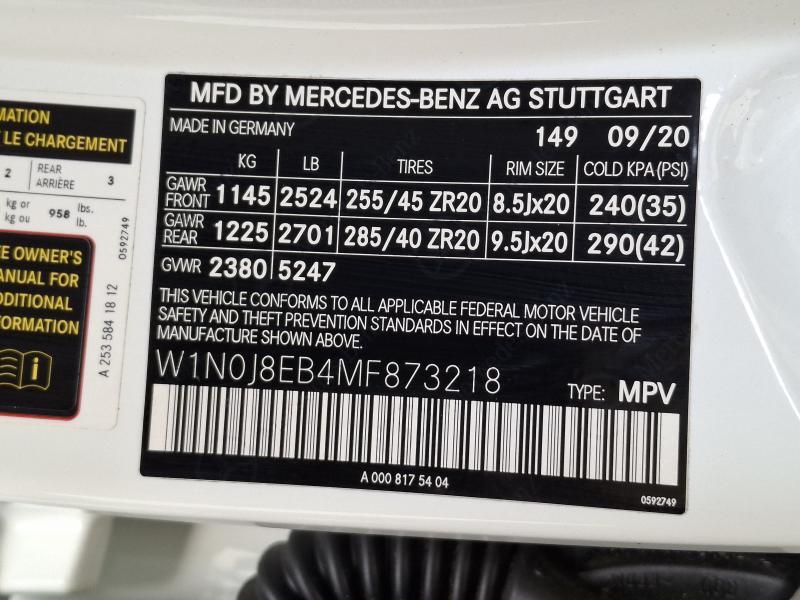 MATION
T LE CHARGEMENT
2 REAR ARRIÈRE 3
kg or
kg ou 958 lbs.
lb.
E OWNER'S
ANUAL FOR
DDITIONAL
FORMATION
A 253 584 18 12
0592749
MFD BY MERCEDES-BENZ AG STUTTGART
MADE IN GERMANY 149 09/20
KG LB TIRES RIM SIZE COLD KPA(PSI)
GAWR FRONT 1145 2524 255/45 ZR20 8.5Jx20 240(35)
GAWR REAR 1225 2701 285/40 ZR20 9.5Jx20 290(42)
GVWR 2380 5247
THIS VEHICLE CONFORMS TO ALL APPLICABLE FEDERAL MOTOR VEHICLE
SAFETY AND THEFT PREVENTION STANDARDS IN EFFECT ON THE DATE OF
MANUFACTURE SHOWN ABOVE.
W1N0J8EB4MF873218 TYPE: MPV
A 000 817 54 04
0592749